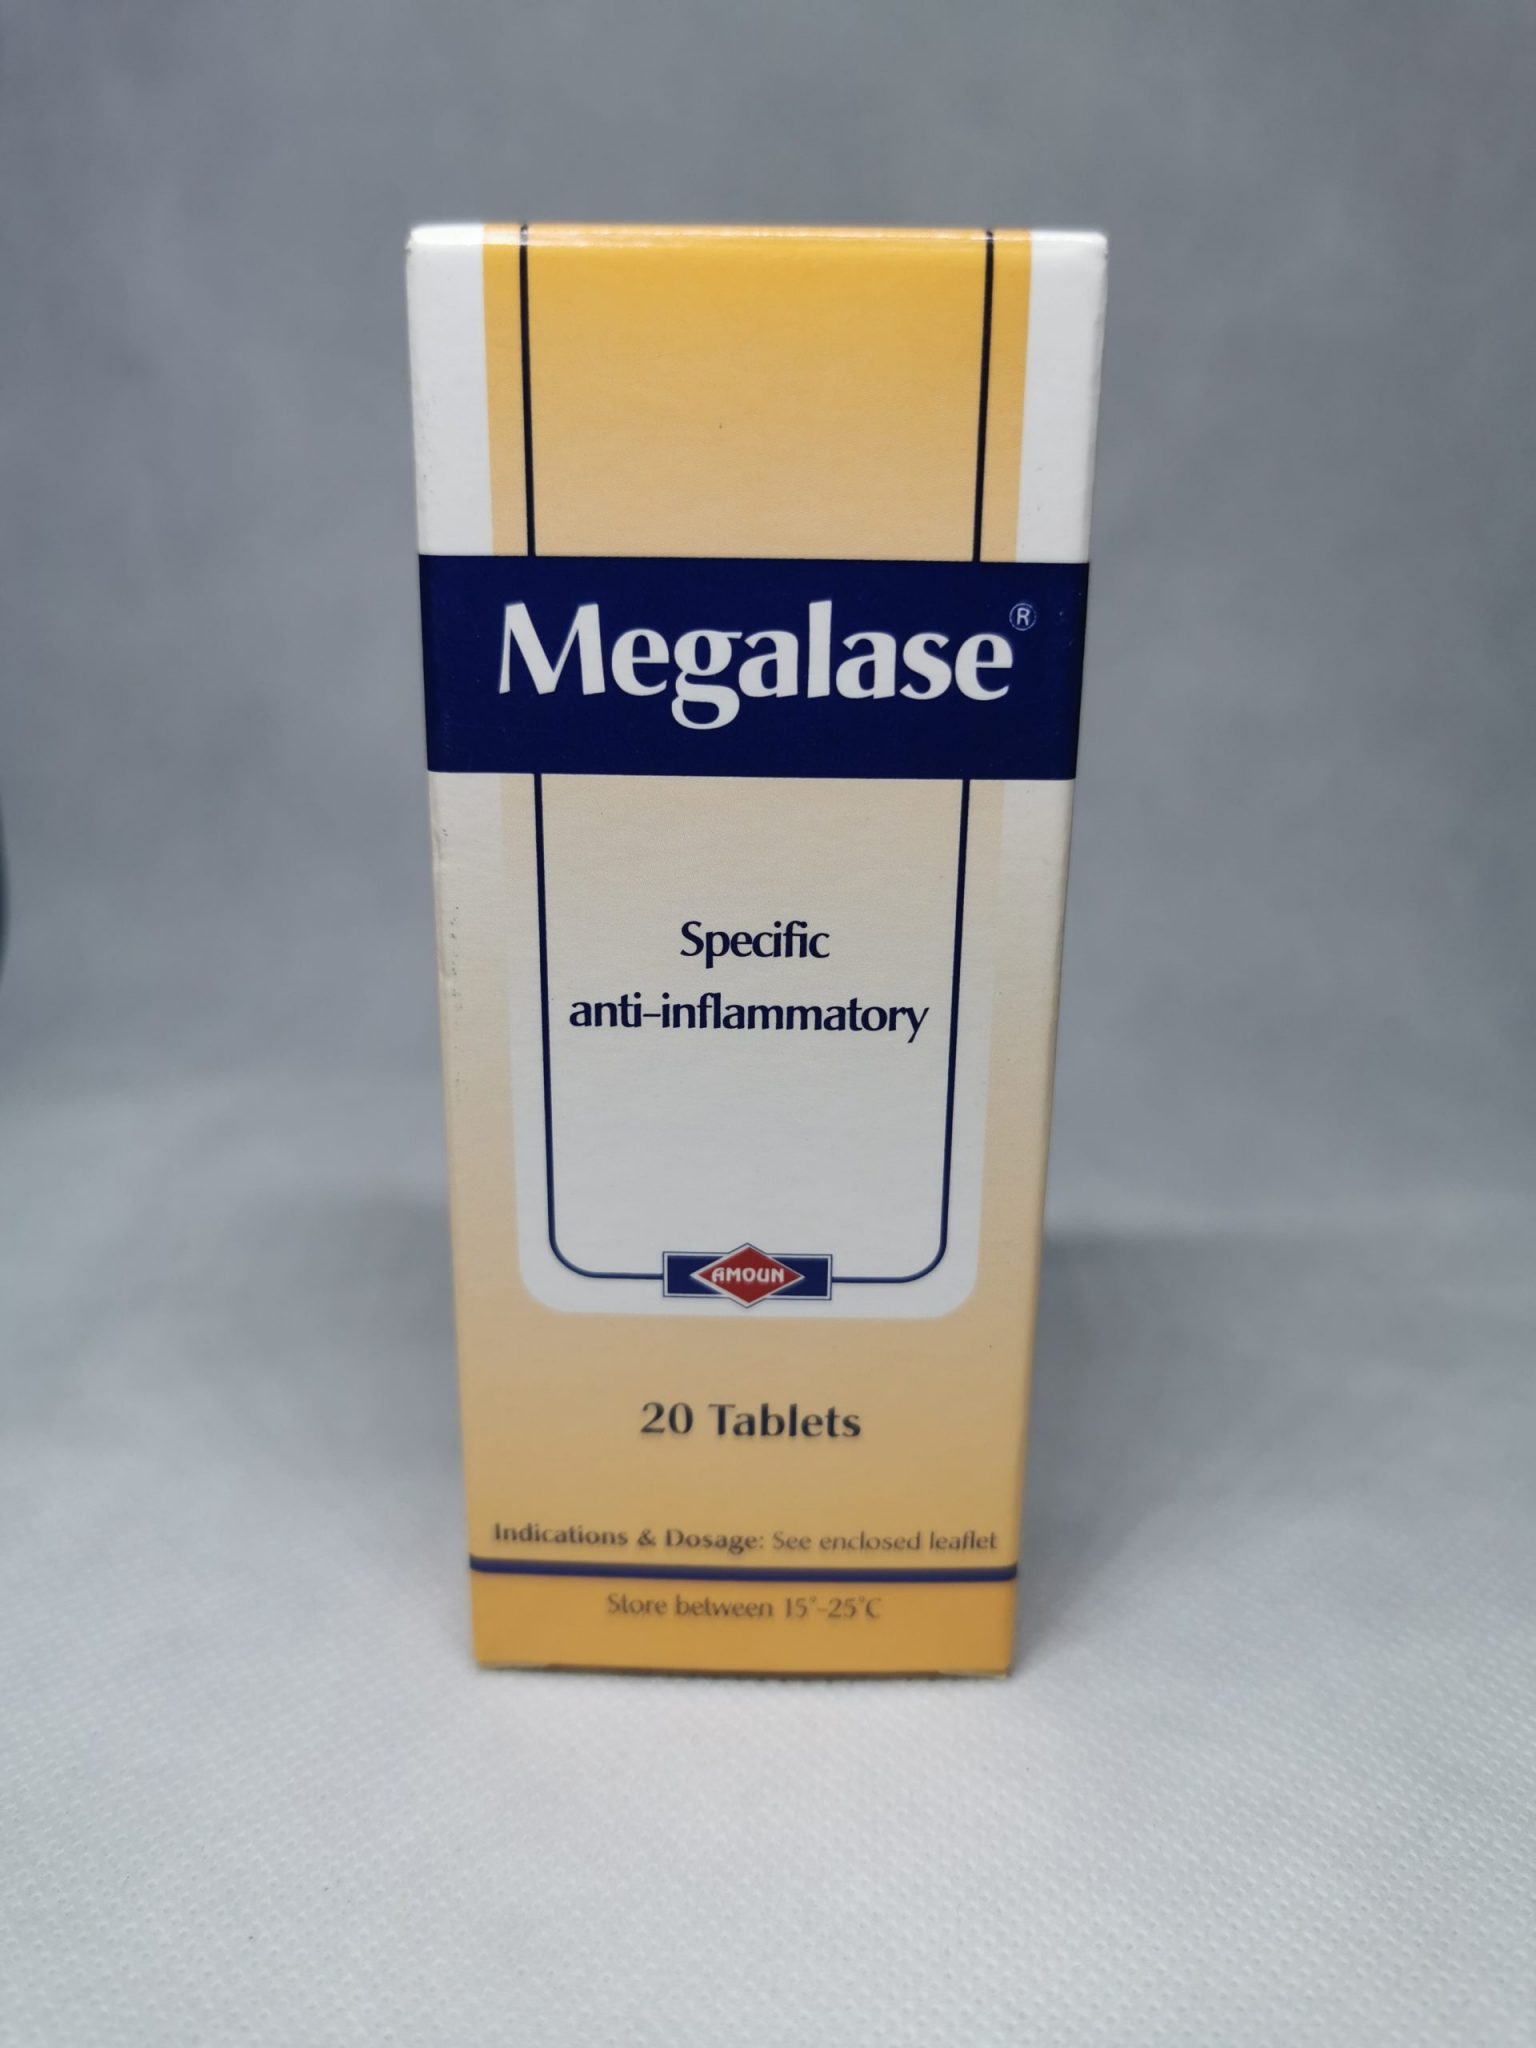 Megalase®
Specific
anti-inflammatory
AMOUN
20 Tablets
Indications & Dosage: See enclosed leaflet
Store between 15°-25°C